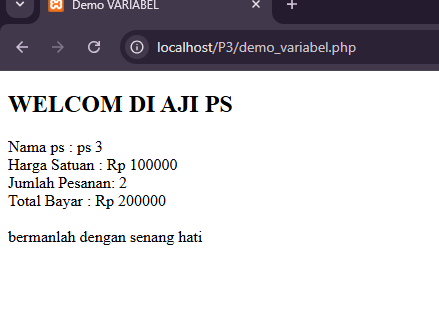 Demo VARIABEL
localhost/P3/demo_variabel.php
WELCOM DI AJI PS
Nama ps : ps 3
Harga Satuan : Rp 100000
Jumlah Pesanan: 2
Total Bayar : Rp 200000
bermanlah dengan senang hati